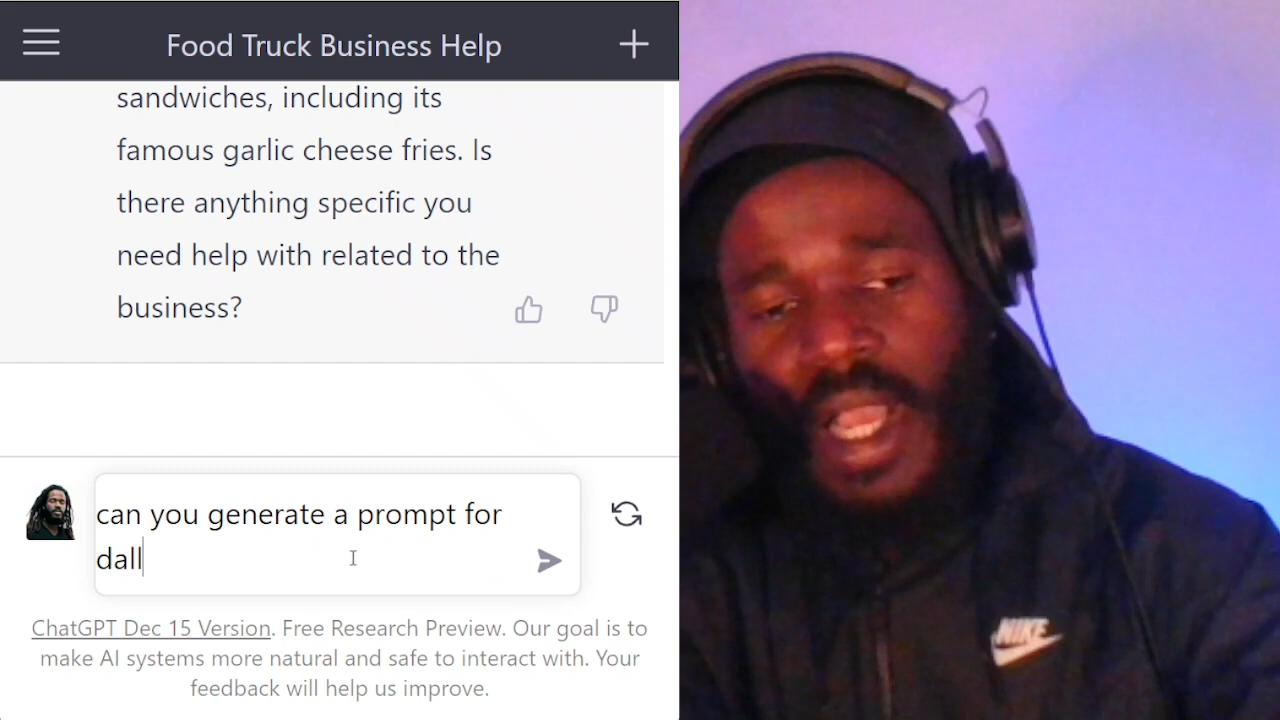 Food Truck Business Help
sandwiches, including its
famous garlic cheese fries. Is
there anything specific you
need help with related to the
business?
can you generate a prompt for
dall
ChatGPT Dec 15 Version. Free Research Preview. Our goal is to
make AI systems more natural and safe to interact with. Your
feedback will help us improve.
NIKE